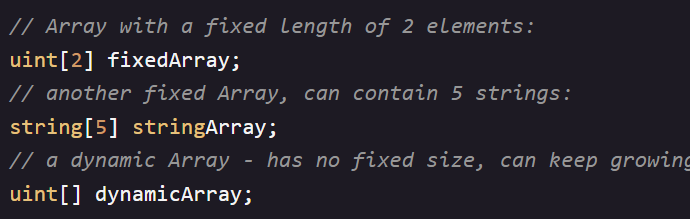 // Array with a fixed length of 2 elements:
uint[2] fixedArray;
// another fixed Array, can contain 5 strings:
string[5] stringArray;
// a dynamic Array - has no fixed size, can keep growing
uint[] dynamicArray;